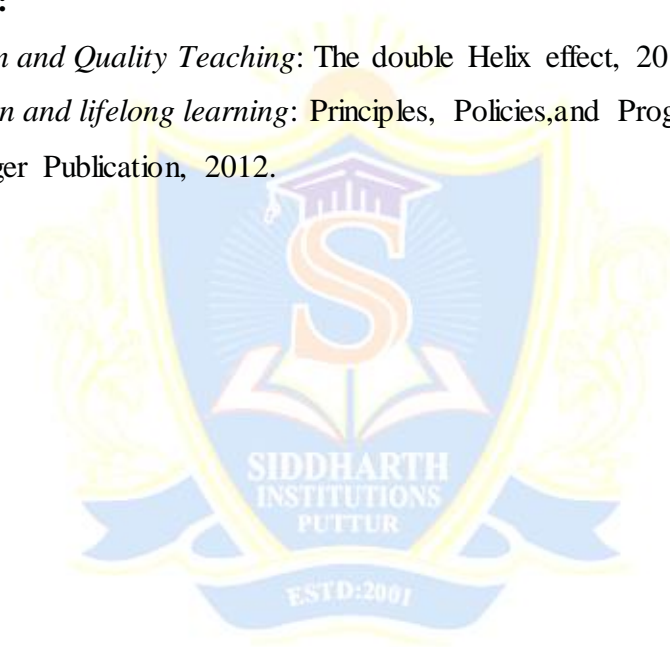 :
n and Quality Teaching: The double Helix effect, 20
n and lifelong learning: Principles, Policies,and Prog
ger Publication, 2012.
S
SIDDHARTH
INSTITUTIONS
PUTTUR
ESTD:2001